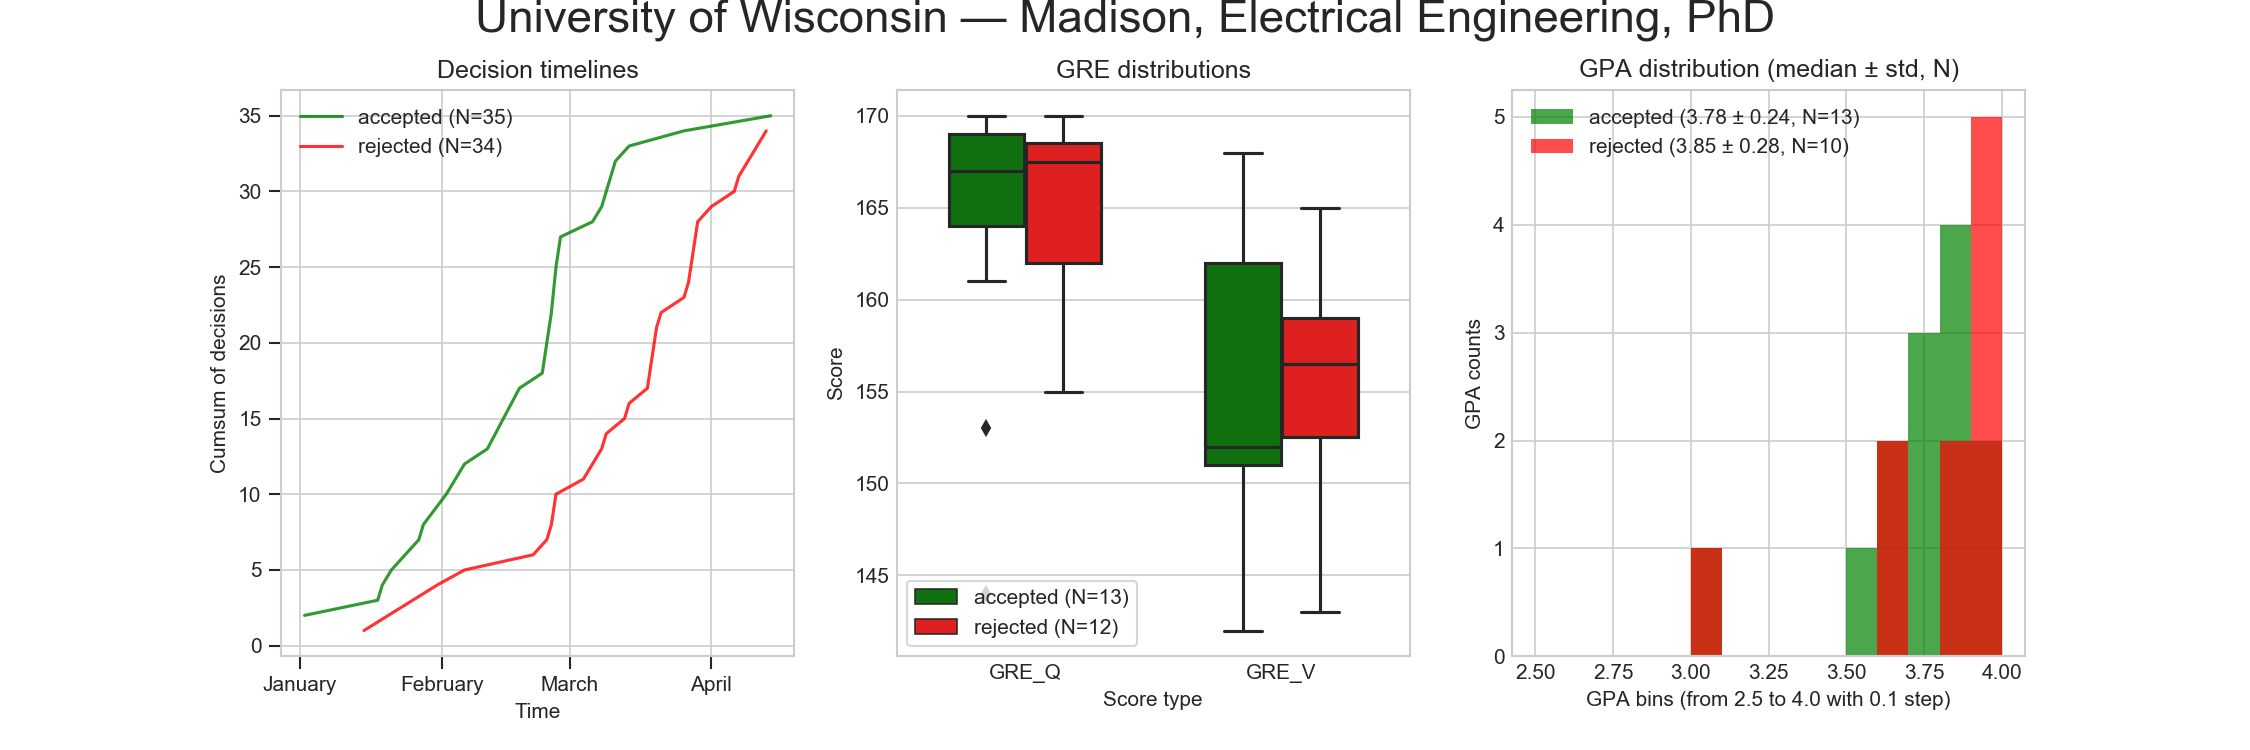 University of Wisconsin — Madison, Electrical Engineering, PhD
Decision timelines
accepted (N=35)
rejected (N=34)
Cumsum of decisions
35
30
25
20
15
10
5
0
January February March April
Time
GRE distributions
Score
170
165
160
155
150
145
accepted (N=13)
rejected (N=12)
GRE_Q GRE_V
Score type
GPA distribution (median ± std, N)
accepted (3.78 ± 0.24, N=13)
rejected (3.85 ± 0.28, N=10)
GPA counts
5
4
3
2
1
0
2.50 2.75 3.00 3.25 3.50 3.75 4.00
GPA bins (from 2.5 to 4.0 with 0.1 step)